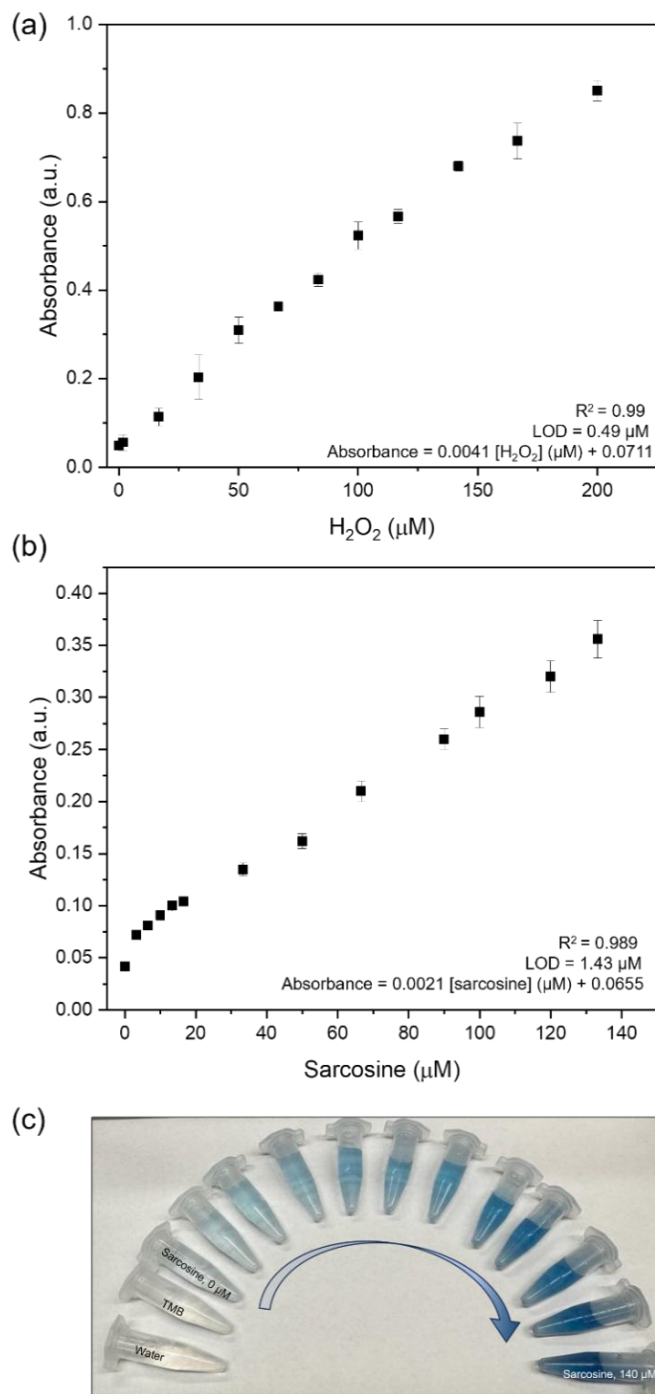 (a)
1.0
0.8
0.6
0.4
0.2
0.0
Absorbance (a.u.)
R² = 0.99
LOD = 0.49 µM
Absorbance = 0.0041 [H₂O₂] (µM) + 0.0711
0 50 100 150 200
H₂O₂ (µM)
(b)
0.40
0.35
0.30
0.25
0.20
0.15
0.10
0.05
0.00
Absorbance (a.u.)
R² = 0.989
LOD = 1.43 µM
Absorbance = 0.0021 [sarcosine] (µM) + 0.0655
0 20 40 60 80 100 120 140
Sarcosine (µM)
(c)
Sarcosine, 0 µM
TMB
Water
Sarcosine, 140 µM